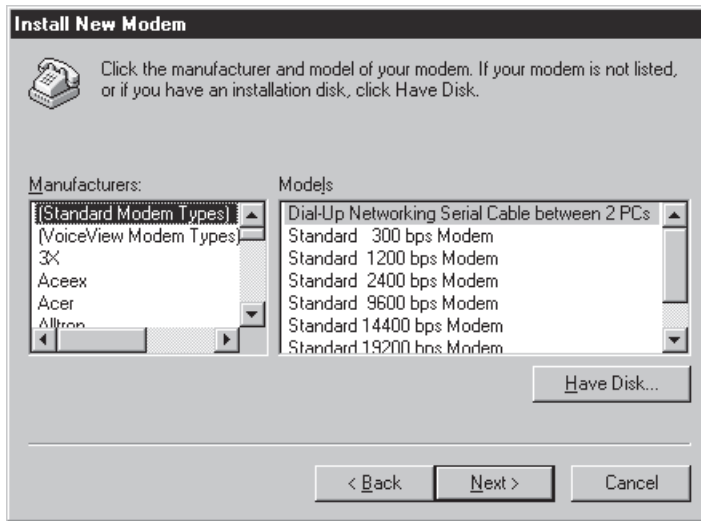 Install New Modem
Click the manufacturer and model of your modem. If your modem is not listed,
or if you have an installation disk, click Have Disk.
Manufacturers:
(Standard Modem Types)
(VoiceView Modem Types)
3X
Aceex
Acer
Alltron
Models
Dial-Up Networking Serial Cable between 2 PCs
Standard 300 bps Modem
Standard 1200 bps Modem
Standard 2400 bps Modem
Standard 9600 bps Modem
Standard 14400 bps Modem
Standard 19200 bps Modem
Have Disk...
< Back
Next >
Cancel